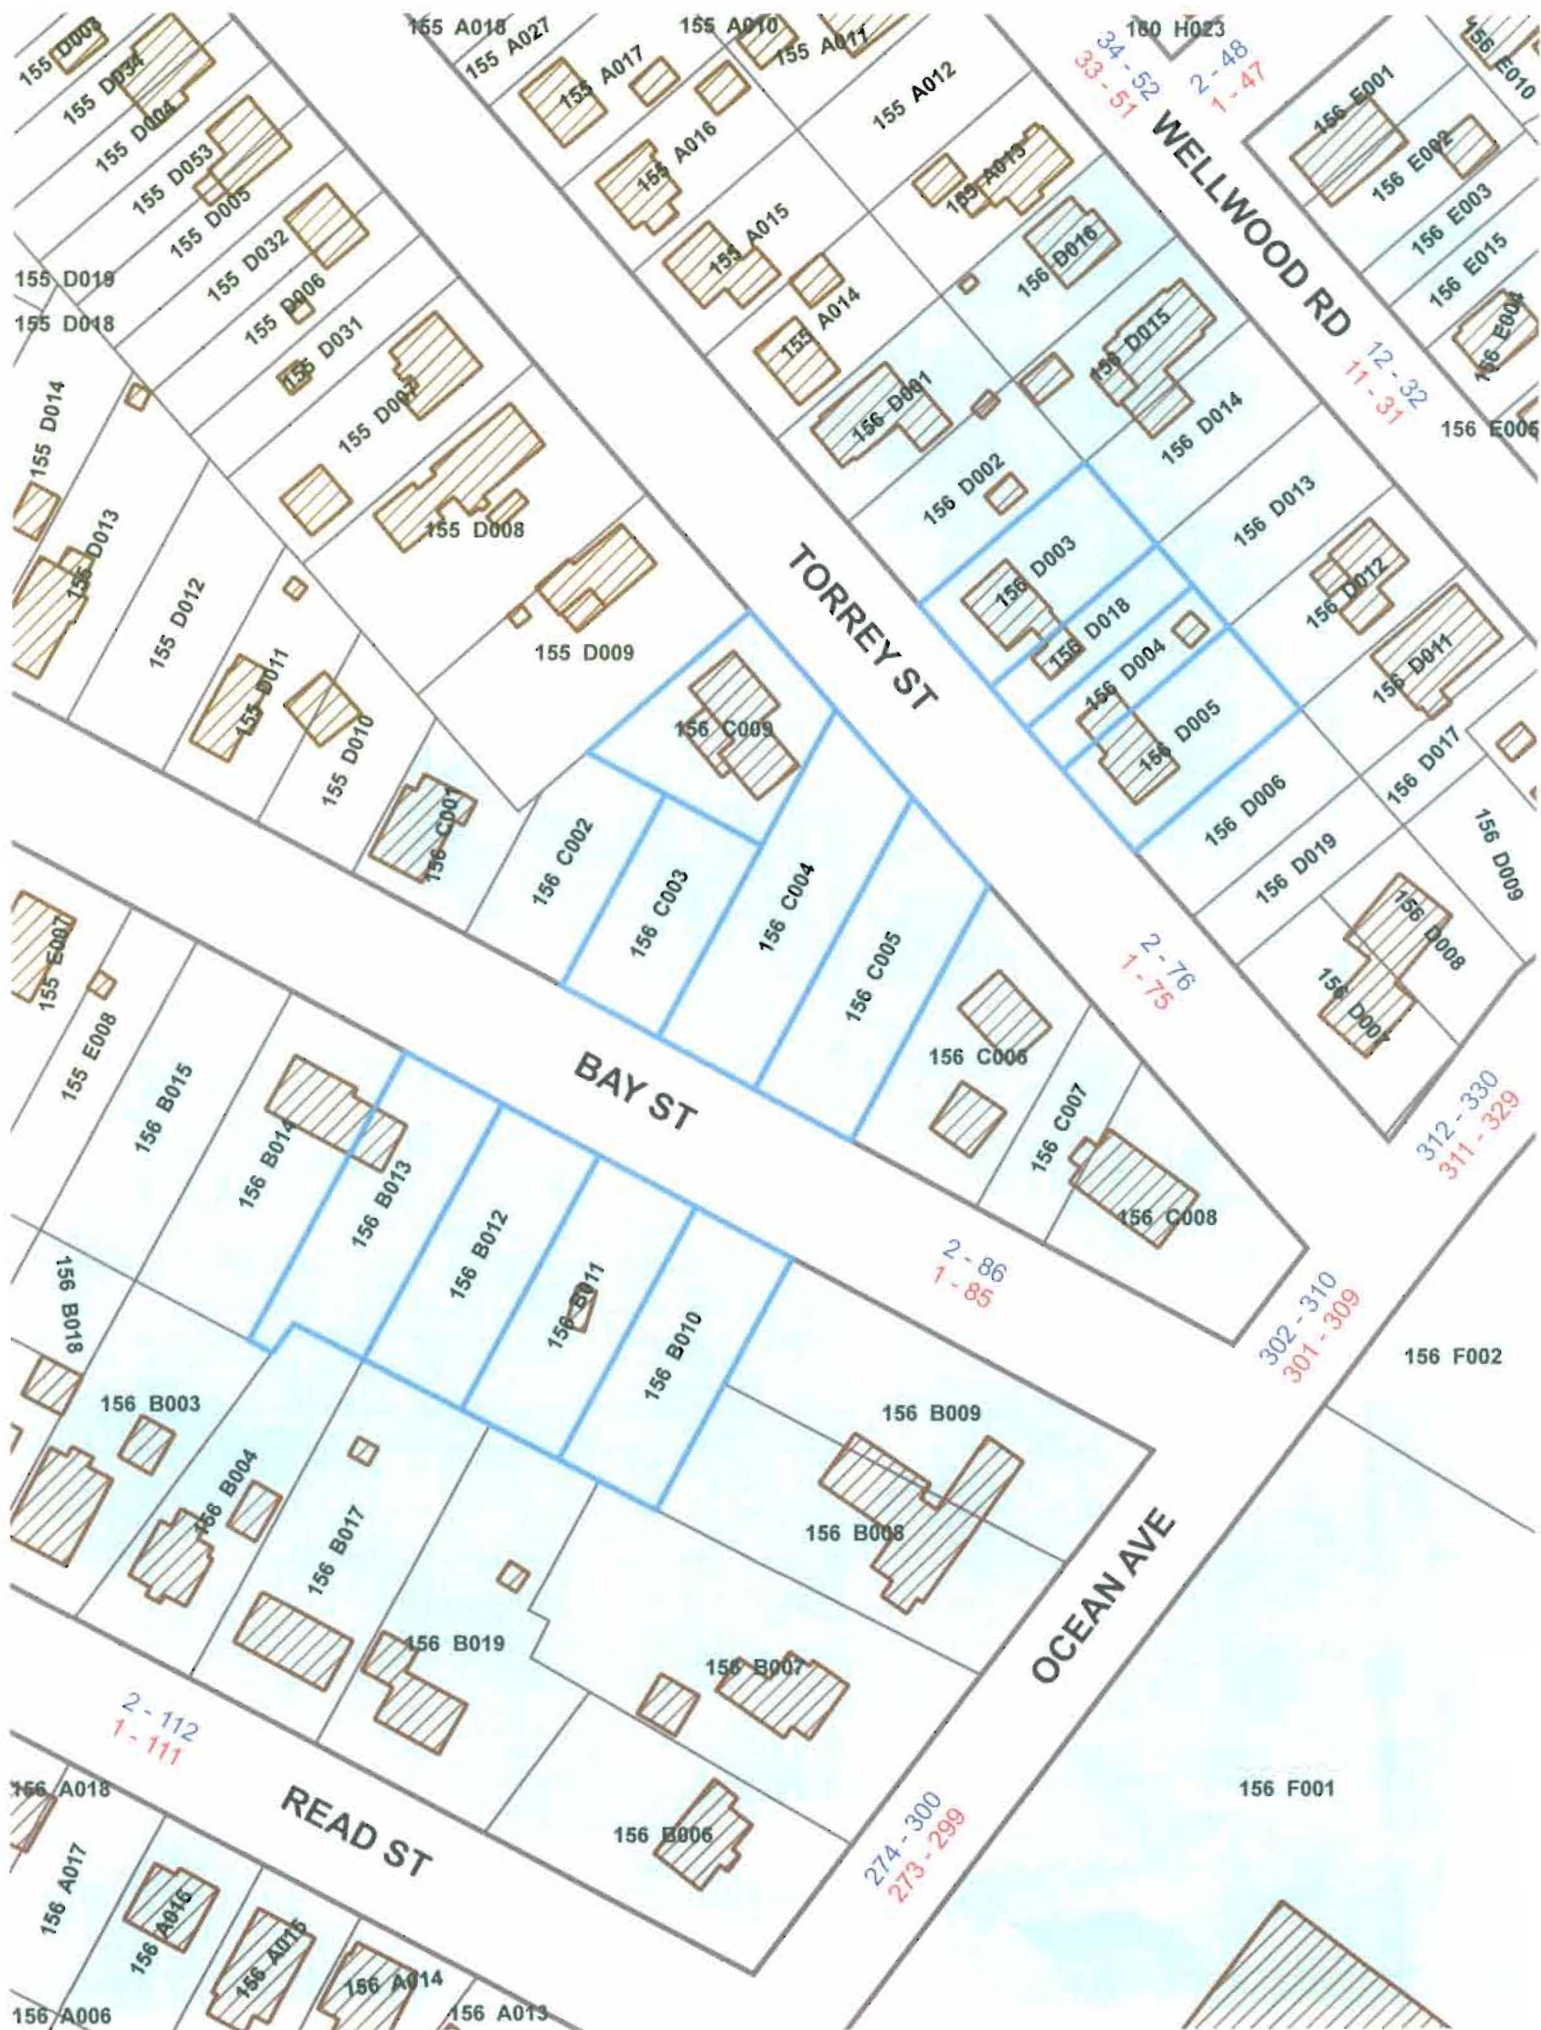 155 D003
155 D034
155 D004
155 D053
155 D005
155 D032
155 D006
155 D031
155 D007
155 D008
155 D009
155 D019
155 D018
155 D014
155 D013
155 D012
155 D011
155 D010
155 A018
155 A027
155 A017
155 A010
155 A011
155 A012
155 A016
155 A015
155 A014
155 A013
160 H023
34 - 52
33 - 51
2 - 48
1 - 47
WELLWOOD RD
156 E001
156 E010
156 E002
156 E003
156 E015
156 E004
156 E005
12 - 32
11 - 31
156 D016
156 D015
156 D014
156 D001
156 D002
156 D013
156 D003
156 D018
156 D004
156 D005
156 D012
156 D011
156 D017
156 D006
156 D019
156 D009
156 D008
156 D007
TORREY ST
2 - 76
1 - 75
156 C009
156 C001
156 C002
156 C003
156 C004
156 C005
156 C006
156 C007
156 C008
312 - 330
311 - 329
BAY ST
2 - 86
1 - 85
302 - 310
301 - 309
155 E007
155 E008
156 B015
156 B014
156 B013
156 B012
156 B011
156 B010
156 B018
156 B003
156 B004
156 B017
156 B019
156 B009
156 B008
156 B007
156 B006
156 F002
156 F001
OCEAN AVE
274 - 300
273 - 299
2 - 112
1 - 111
READ ST
156 A018
156 A017
156 A016
156 A015
156 A014
156 A013
156 A006